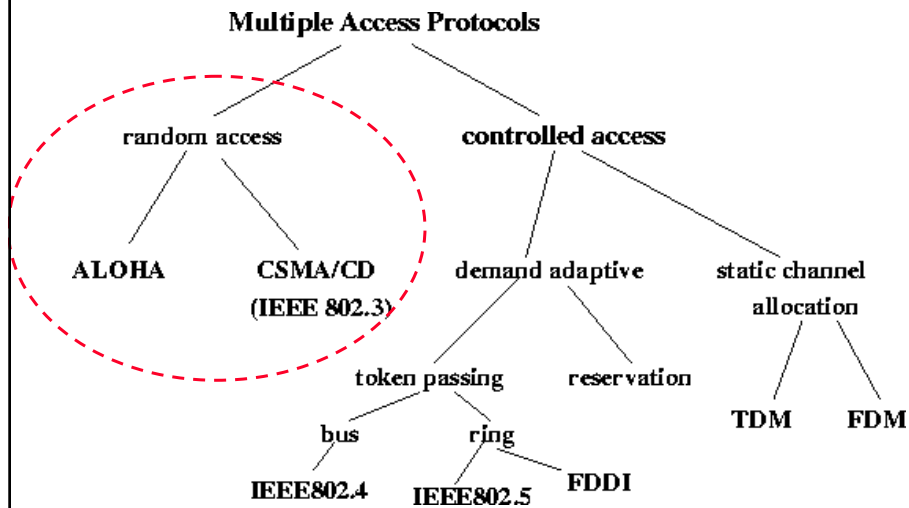 Multiple Access Protocols
random access
controlled access
ALOHA
CSMA/CD
(IEEE 802.3)
demand adaptive
static channel
allocation
token passing
reservation
TDM
FDM
bus
ring
IEEE802.4
IEEE802.5
FDDI